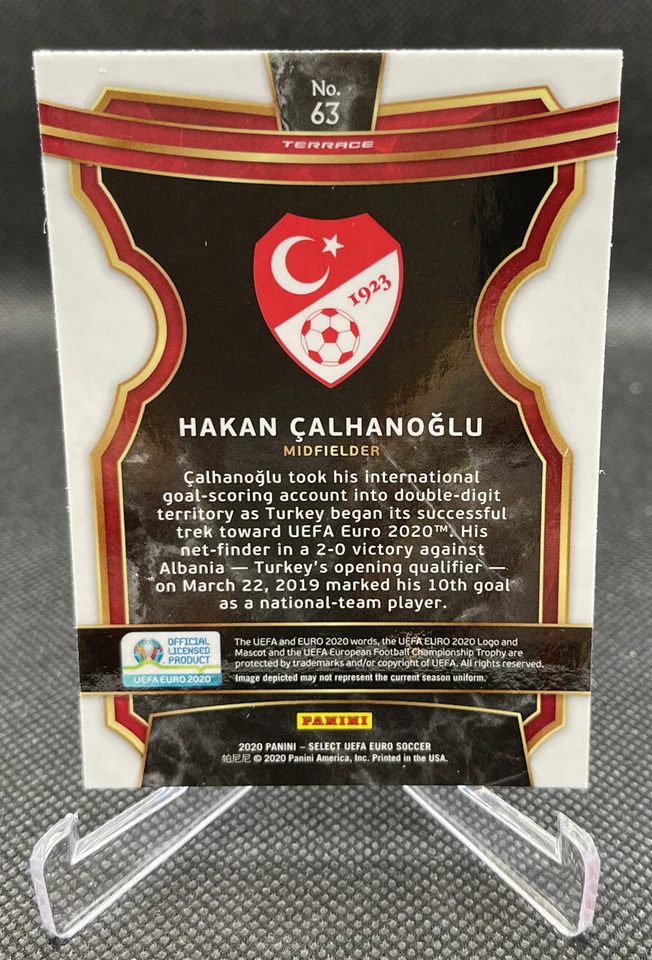 No.
63
TERRACE
1923
HAKAN ÇALHANOĞLU
MIDFIELDER
Çalhanoğlu took his international
goal-scoring account into double-digit
territory as Turkey began its successful
trek toward UEFA Euro 2020™. His
net-finder in a 2-0 victory against
Albania — Turkey's opening qualifier —
on March 22, 2019 marked his 10th goal
as a national-team player.
OFFICIAL
LICENSED
PRODUCT
UEFA EURO 2020
The UEFA and EURO 2020 words, the UEFA EURO 2020 Logo and
Mascot and the UEFA European Football Championship Trophy are
protected by trademarks and/or copyright of UEFA. All rights reserved.
Image depicted may not represent the current season uniform.
PANINI
2020 PANINI – SELECT UEFA EURO SOCCER
帕尼尼 © 2020 Panini America, Inc. Printed in the USA.